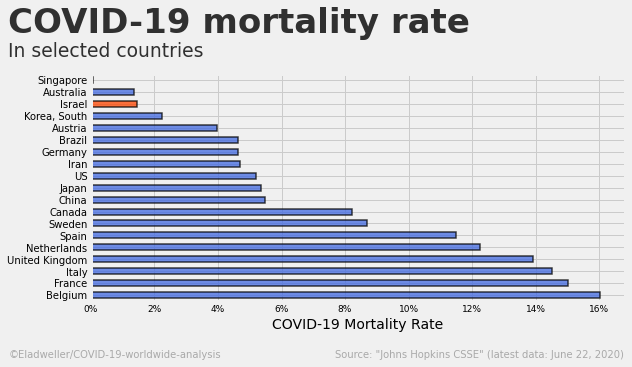 COVID-19 mortality rate
In selected countries
Singapore
Australia
Israel
Korea, South
Austria
Brazil
Germany
Iran
US
Japan
China
Canada
Sweden
Spain
Netherlands
United Kingdom
Italy
France
Belgium
0% 2% 4% 6% 8% 10% 12% 14% 16%
COVID-19 Mortality Rate
©Eladweller/COVID-19-worldwide-analysis Source: "Johns Hopkins CSSE" (latest data: June 22, 2020)